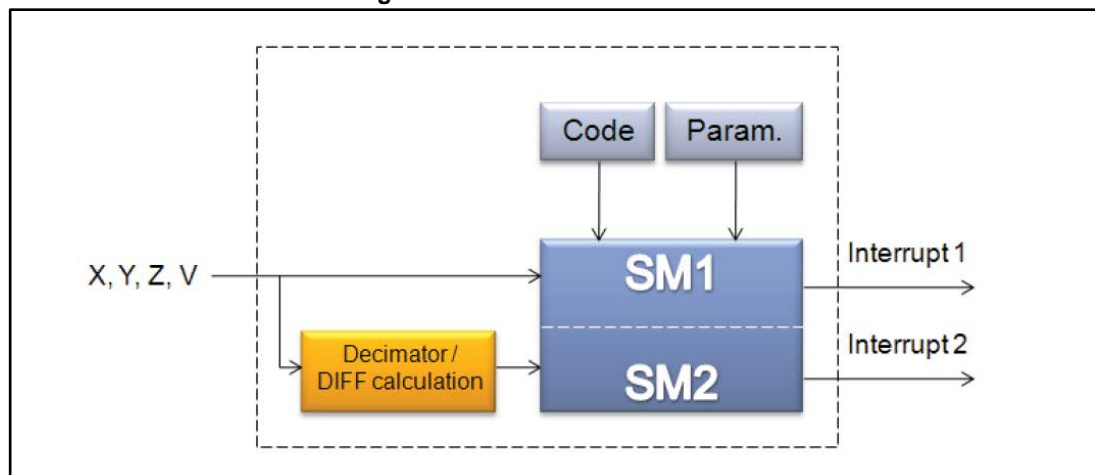 Code
Param.
X, Y, Z, V
SM1
Interrupt 1
Decimator /
DIFF calculation
SM2
Interrupt 2